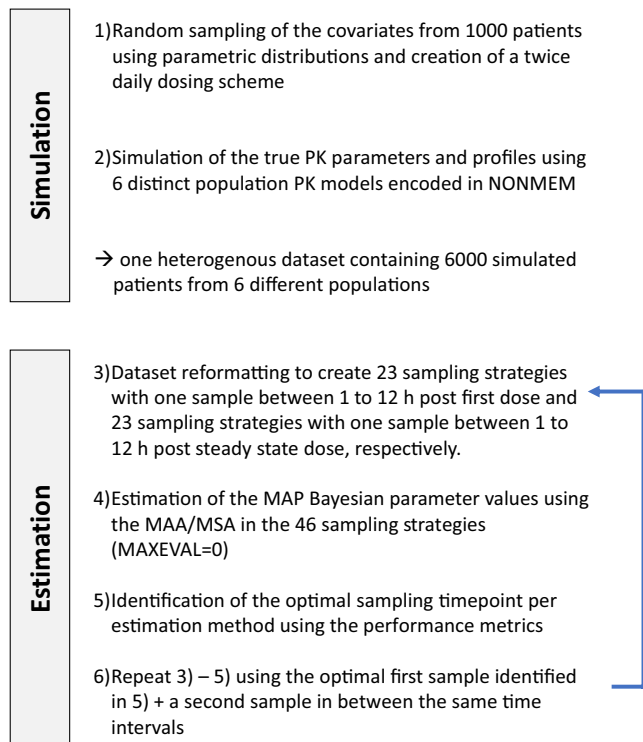 Simulation
1)Random sampling of the covariates from 1000 patients
using parametric distributions and creation of a twice
daily dosing scheme
2)Simulation of the true PK parameters and profiles using
6 distinct population PK models encoded in NONMEM
→ one heterogenous dataset containing 6000 simulated
patients from 6 different populations
Estimation
3)Dataset reformatting to create 23 sampling strategies
with one sample between 1 to 12 h post first dose and
23 sampling strategies with one sample between 1 to
12 h post steady state dose, respectively.
4)Estimation of the MAP Bayesian parameter values using
the MAA/MSA in the 46 sampling strategies
(MAXEVAL=0)
5)Identification of the optimal sampling timepoint per
estimation method using the performance metrics
6)Repeat 3) – 5) using the optimal first sample identified
in 5) + a second sample in between the same time
intervals